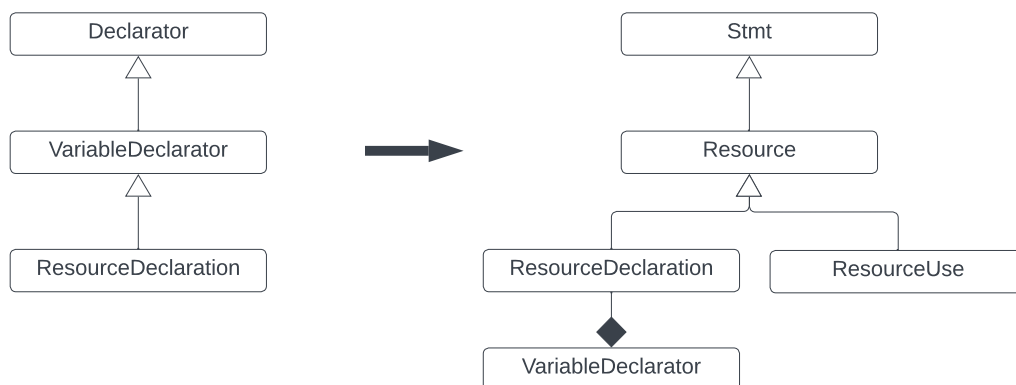 Declarator
Stmt
VariableDeclarator
Resource
ResourceDeclaration
ResourceDeclaration
ResourceUse
VariableDeclarator